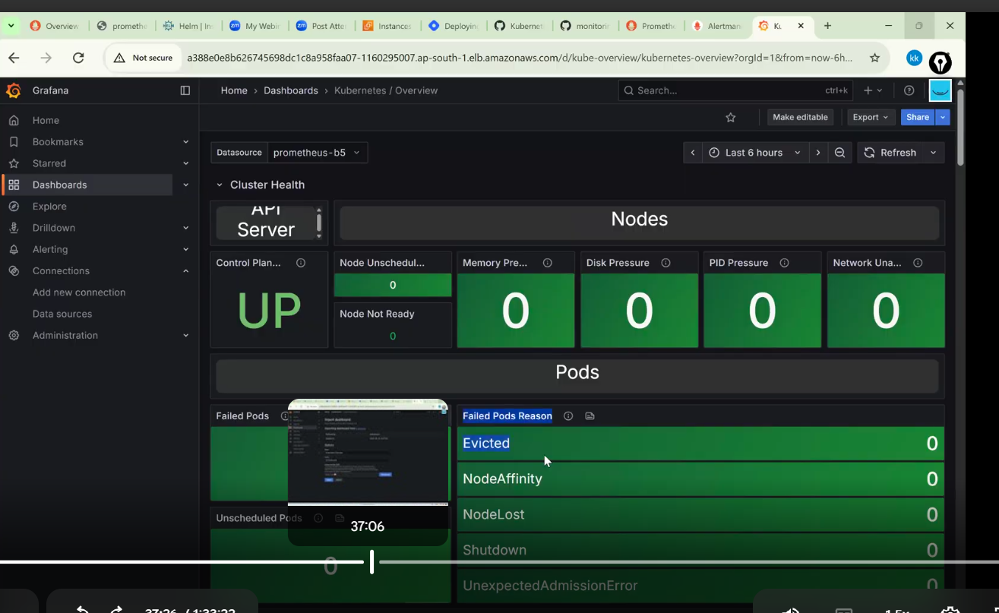 Overview
promethe
Helm | In
My Webin
Post Atte
Instances
Deploying
Kubernet
monitorin
Promethe
Alertman
Ku
Not secure
a388e0e8b626745698dc1c8a958faa07-1160295007.ap-south-1.elb.amazonaws.com/d/kube-overview/kubernetes-overview?orgId=1&from=now-6h...
kk
Grafana
Home › Dashboards › Kubernetes / Overview
Search...
ctrl+k
Make editable
Export
Share
Home
Bookmarks
Starred
Dashboards
Explore
Drilldown
Alerting
Connections
Add new connection
Data sources
Administration
Datasource
prometheus-b5
Last 6 hours
Refresh
Cluster Health
API
Server
Nodes
Control Plan...
UP
Node Unschedul...
0
Node Not Ready
0
Memory Pre...
0
Disk Pressure
0
PID Pressure
0
Network Una...
0
Pods
Failed Pods
Failed Pods Reason
Evicted 0
NodeAffinity 0
NodeLost 0
Shutdown 0
UnexpectedAdmissionError 0
Unscheduled Pods
0
37:06
37:26 / 1:33:22
1.5x